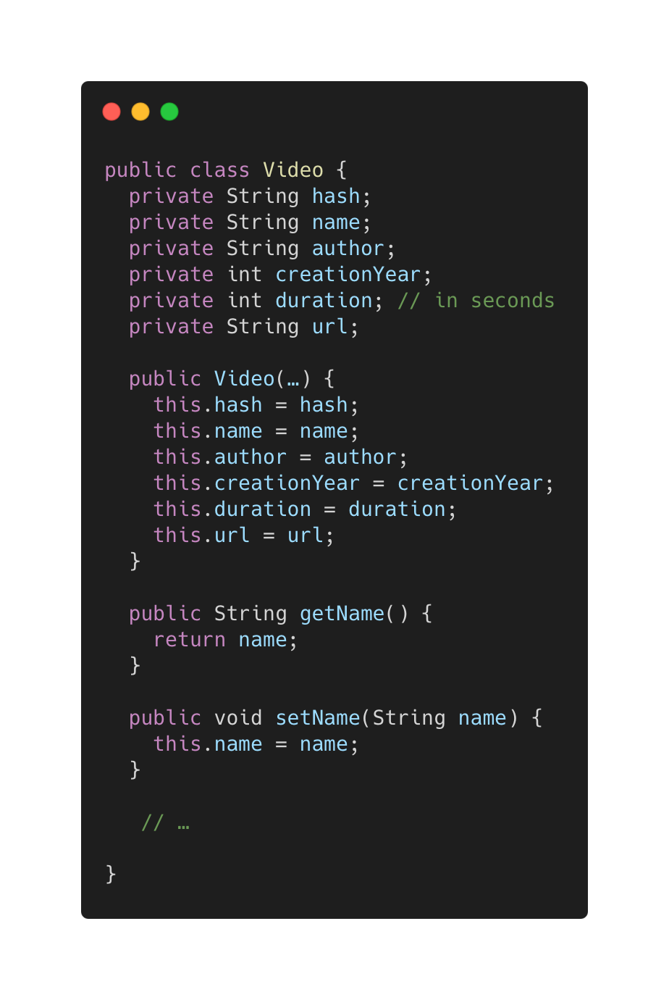 public class Video {
  private String hash;
  private String name;
  private String author;
  private int creationYear;
  private int duration; // in seconds
  private String url;

  public Video(…) {
    this.hash = hash;
    this.name = name;
    this.author = author;
    this.creationYear = creationYear;
    this.duration = duration;
    this.url = url;
  }

  public String getName() {
    return name;
  }

  public void setName(String name) {
    this.name = name;
  }

   // …

}